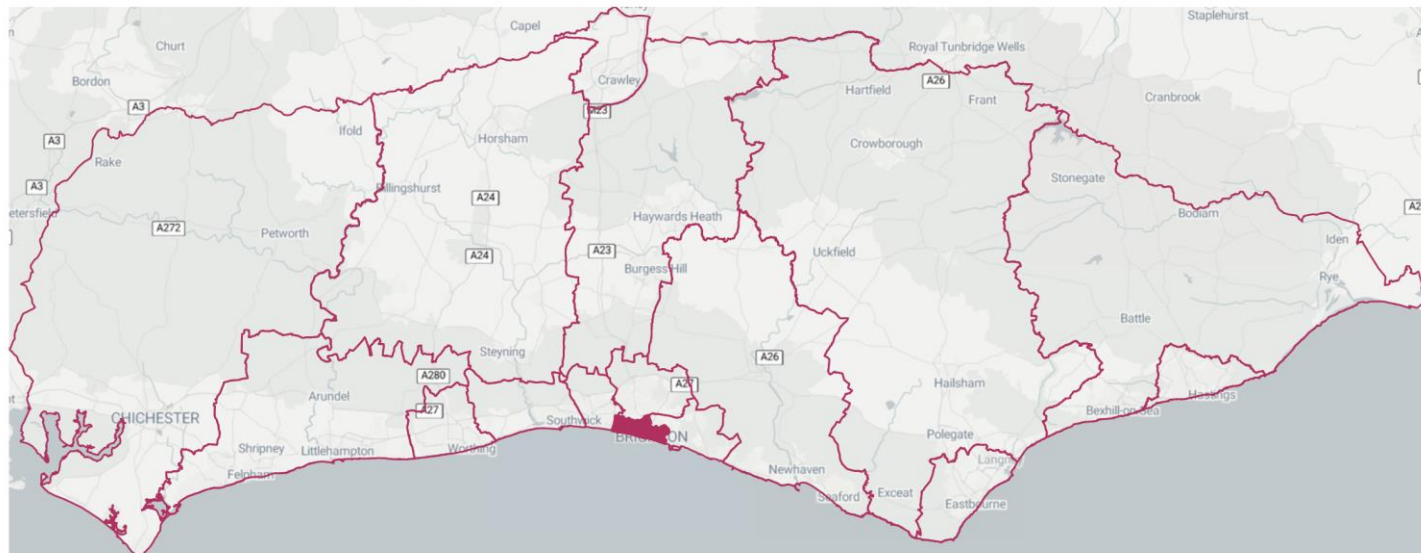 Capel
Staplehurst
Churt
Royal Tunbridge Wells
Bordon
Crawley
Hartfield
A26
Frant
Cranbrook
A3
A3
Ifold
Horsham
Crowborough
Rake
Stonegate
A3
A24
Billingshurst
Bodiam
Haywards Heath
A272
Petworth
Iden
A24
A23
Uckfield
Burgess Hill
Rye
Battle
Steyning
A26
A280
Arundel
A27
A27
Hailsham
Hastings
CHICHESTER
Southwick
Bexhill-on-Sea
BRIGHTON
Polegate
Shripney
Littlehampton
Worthing
Langney
Felpham
Newhaven
Seaford
Exceat
Eastbourne